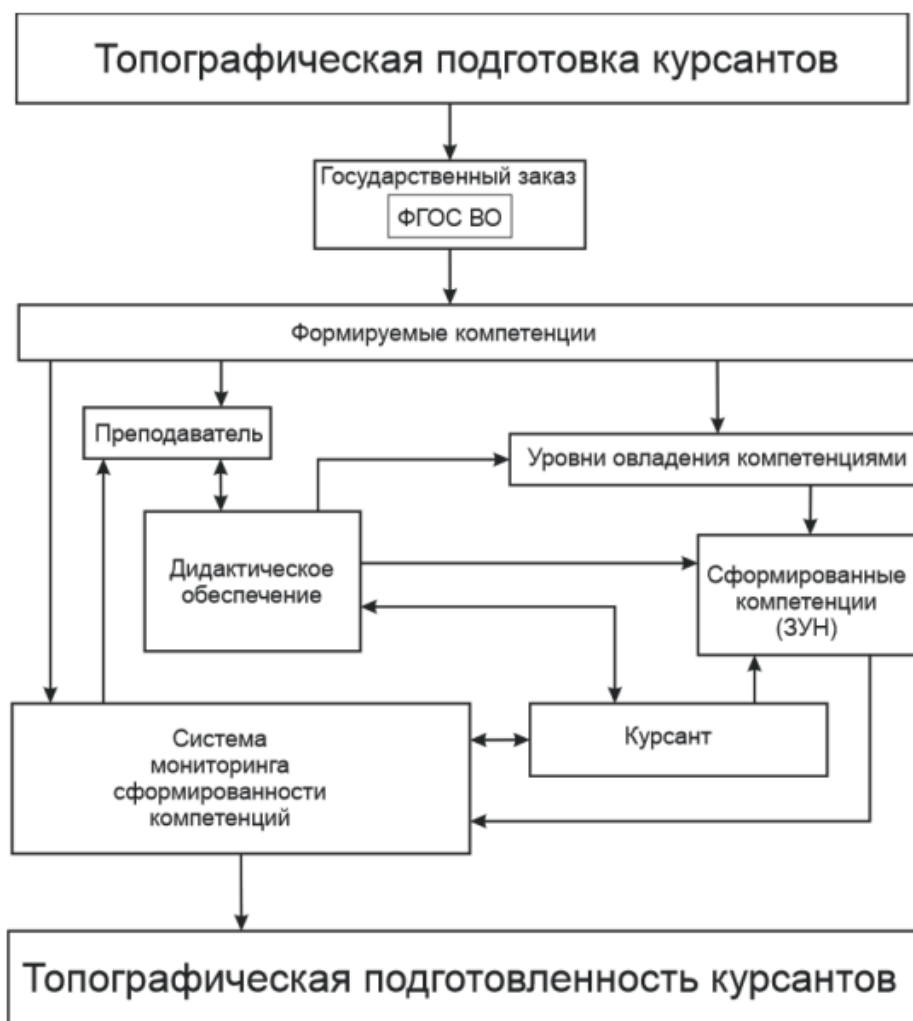 Топографическая подготовка курсантов
Государственный заказ
ФГОС ВО
Формируемые компетенции
Преподаватель
Уровни овладения компетенциями
Дидактическое
обеспечение
Сформированные
компетенции
(ЗУН)
Система
мониторинга
сформированности
компетенций
Курсант
Топографическая подготовленность курсантов